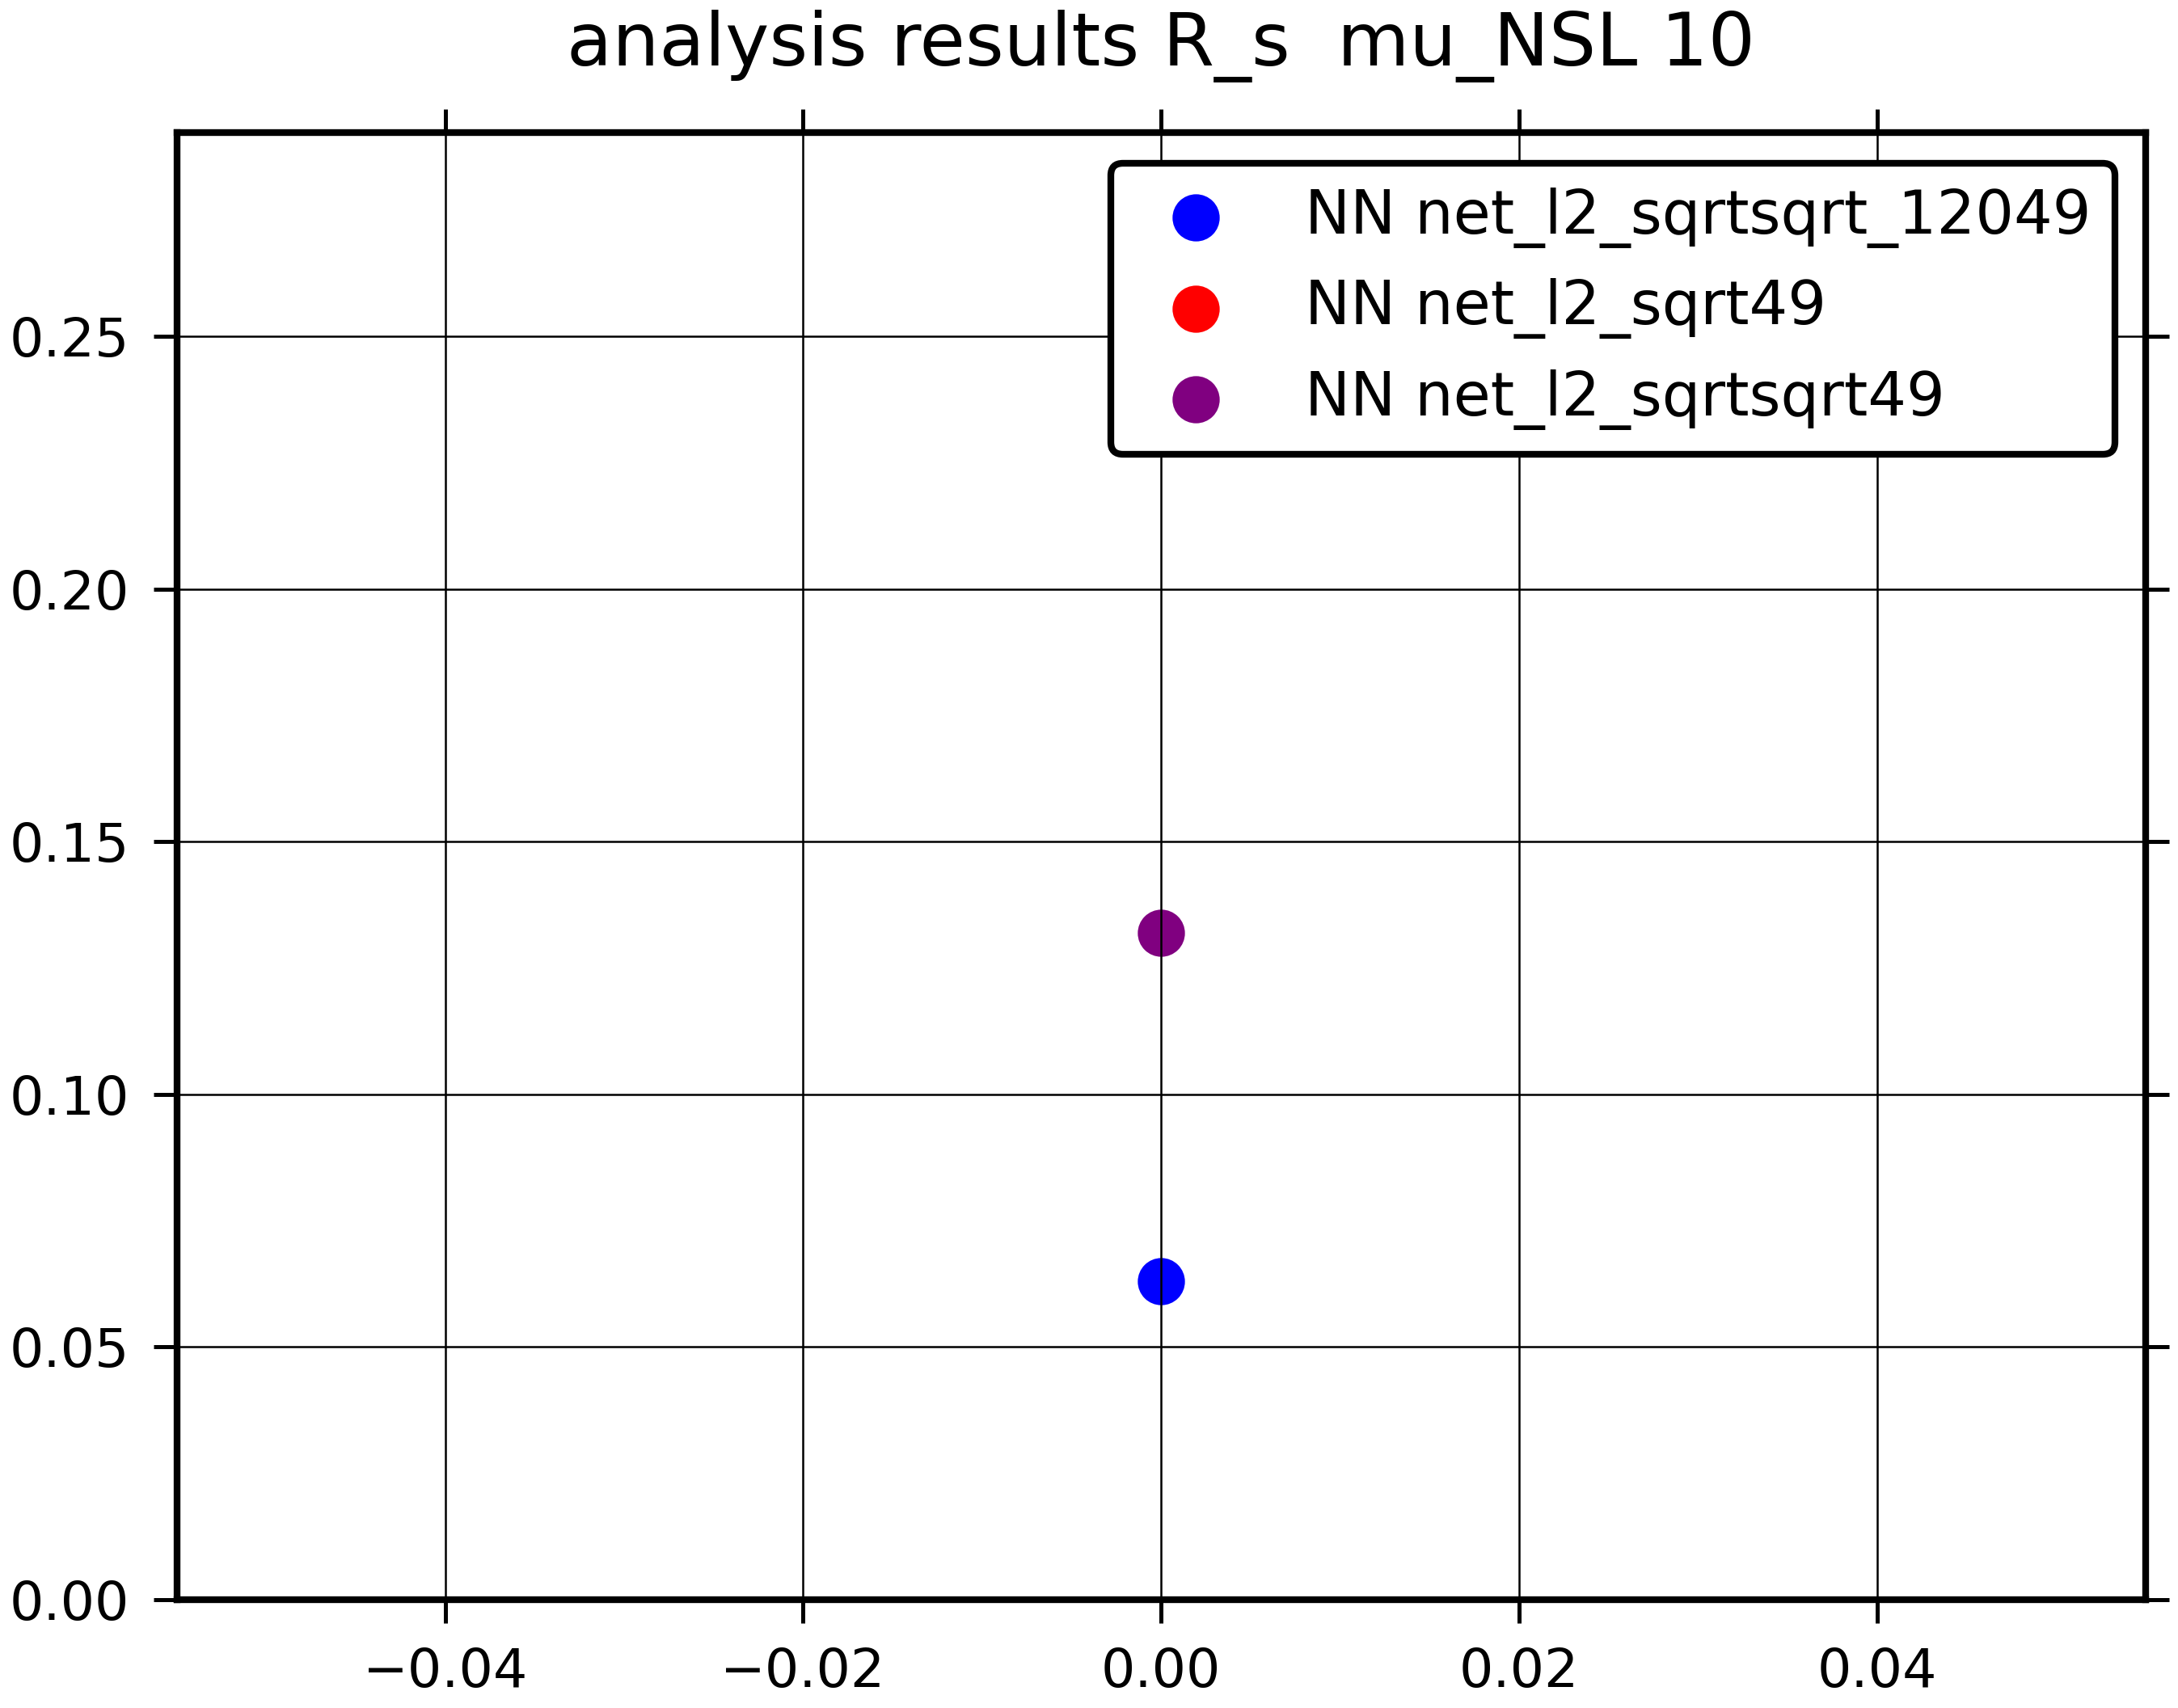 analysis results R_s  mu_NSL 10
NN net_l2_sqrtsqrt_12049
NN net_l2_sqrt49
NN net_l2_sqrtsqrt49
0.25
0.20
0.15
0.10
0.05
0.00
−0.04 −0.02 0.00 0.02 0.04